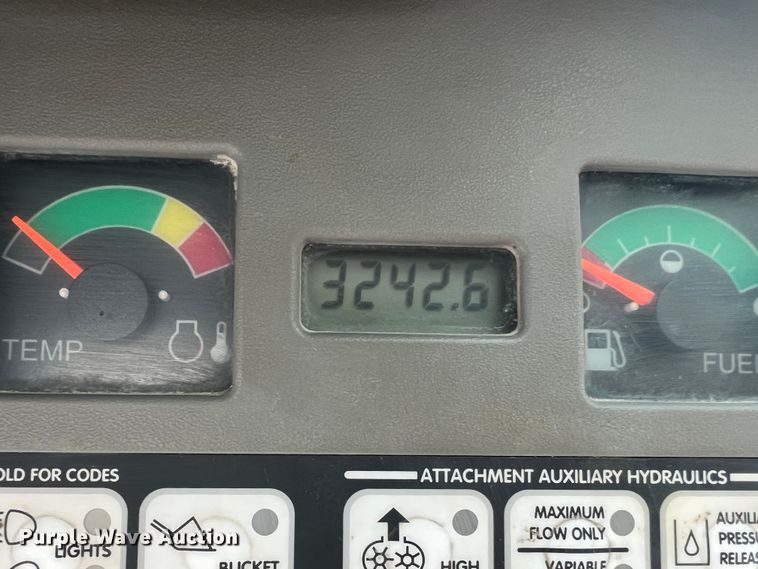 3242.6
TEMP
FUEL
OLD FOR CODES
ATTACHMENT AUXILIARY HYDRAULICS
LIGHTS
BUCKET
HIGH
MAXIMUM
FLOW ONLY
VARIABLE
AUXILIA
PRESSU
RELEAS
Purple Wave Auction